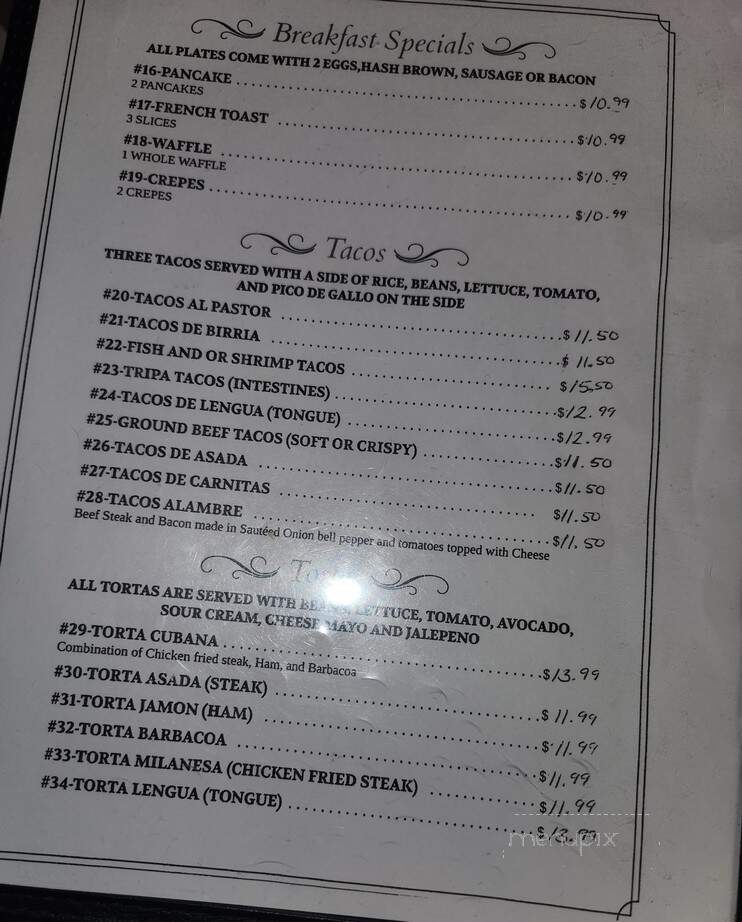 Breakfast Specials
ALL PLATES COME WITH 2 EGGS,HASH BROWN, SAUSAGE OR BACON
#16-PANCAKE $10.99
2 PANCAKES
#17-FRENCH TOAST $10.99
3 SLICES
#18-WAFFLE $10.99
1 WHOLE WAFFLE
#19-CREPES $10.99
2 CREPES
Tacos
THREE TACOS SERVED WITH A SIDE OF RICE, BEANS, LETTUCE, TOMATO,
AND PICO DE GALLO ON THE SIDE
#20-TACOS AL PASTOR $11.50
#21-TACOS DE BIRRIA $11.50
#22-FISH AND OR SHRIMP TACOS $15.50
#23-TRIPA TACOS (INTESTINES) $12.99
#24-TACOS DE LENGUA (TONGUE) $12.99
#25-GROUND BEEF TACOS (SOFT OR CRISPY) $11.50
#26-TACOS DE ASADA $11.50
#27-TACOS DE CARNITAS $11.50
#28-TACOS ALAMBRE $11.50
Beef Steak and Bacon made in Sautéed Onion bell pepper and tomatoes topped with Cheese
ALL TORTAS ARE SERVED WITH BEANS, LETTUCE, TOMATO, AVOCADO,
SOUR CREAM, CHEESE MAYO AND JALEPENO
#29-TORTA CUBANA $13.99
Combination of Chicken fried steak, Ham, and Barbacoa
#30-TORTA ASADA (STEAK) $11.99
#31-TORTA JAMON (HAM) $11.99
#32-TORTA BARBACOA $11.99
#33-TORTA MILANESA (CHICKEN FRIED STEAK) $11.99
#34-TORTA LENGUA (TONGUE) $13.99
menupix